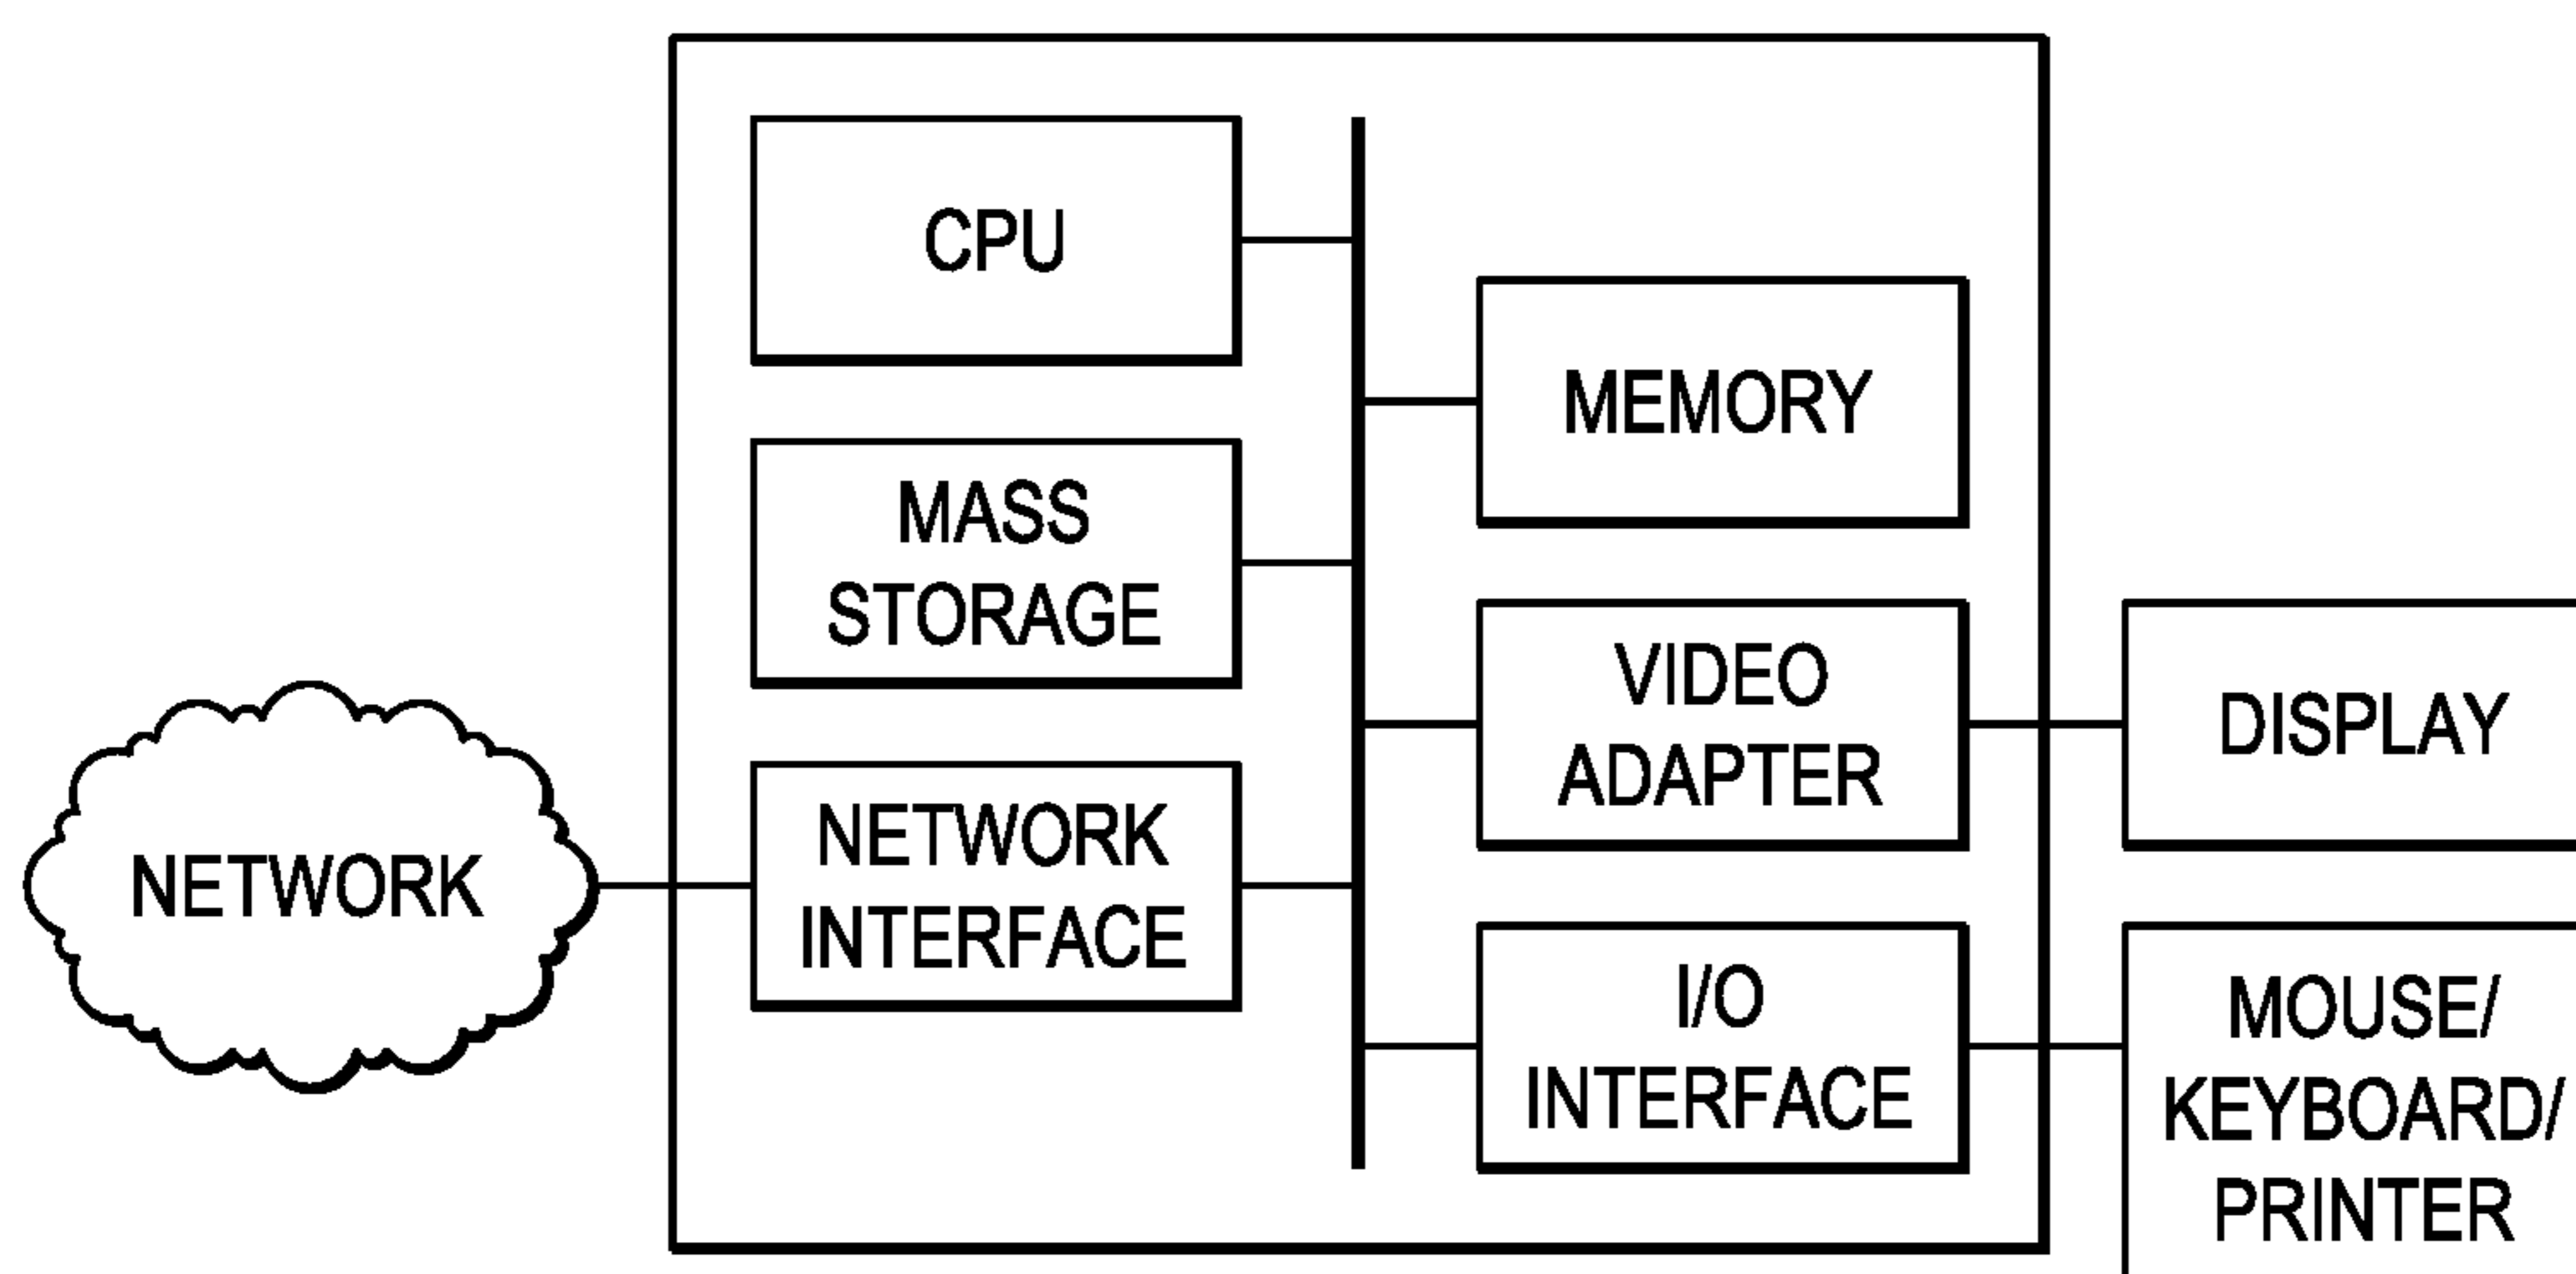 CPU
MEMORY
MASS
STORAGE
VIDEO
ADAPTER
DISPLAY
NETWORK
NETWORK
INTERFACE
I/O
INTERFACE
MOUSE/
KEYBOARD/
PRINTER